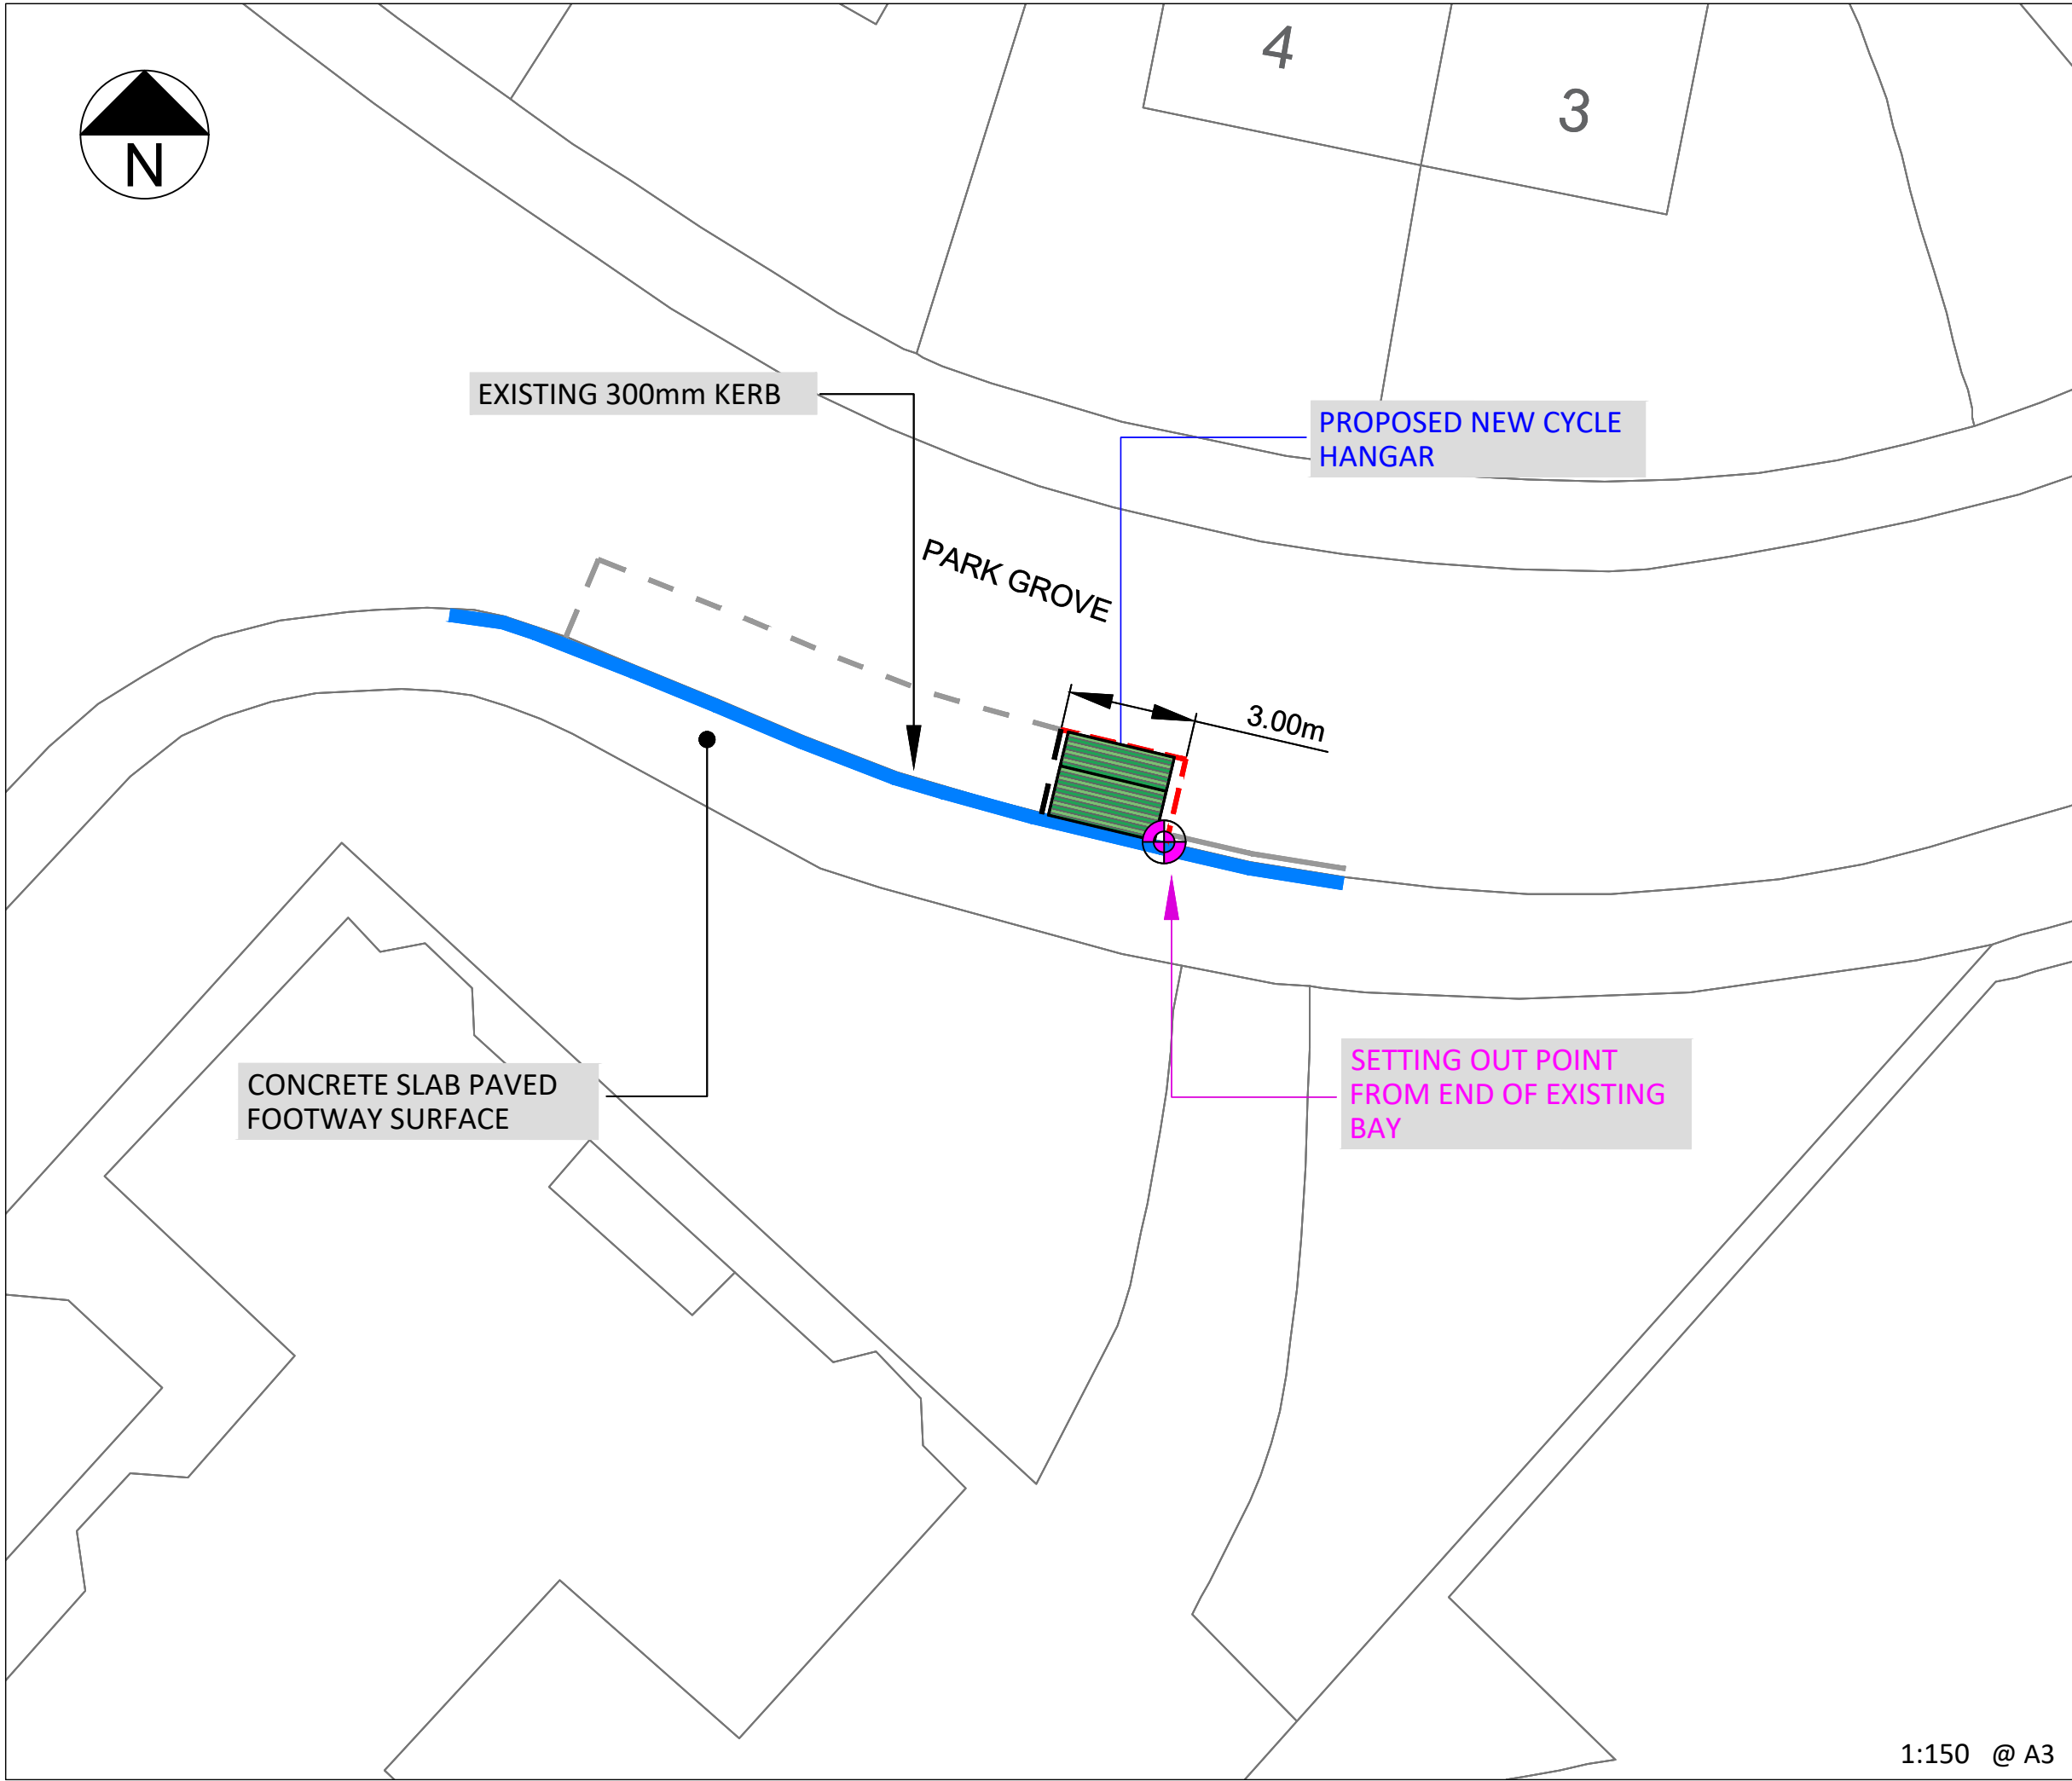 4
3
N
EXISTING 300mm KERB
PROPOSED NEW CYCLE
HANGAR
PARK GROVE
3.00m
CONCRETE SLAB PAVED
FOOTWAY SURFACE
SETTING OUT POINT
FROM END OF EXISTING
BAY
1:150 @ A3